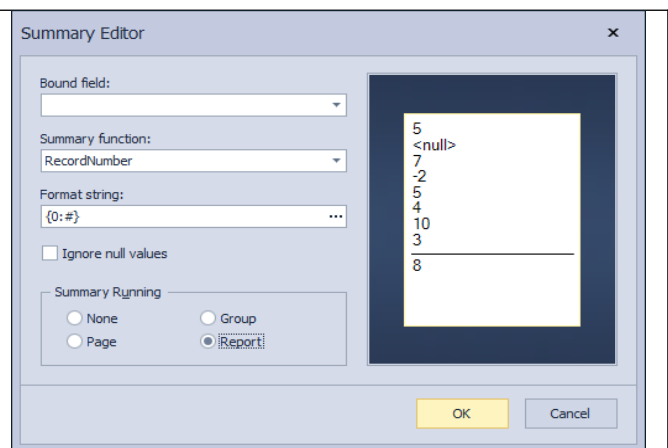 Summary Editor
Bound field:
Summary function:
RecordNumber
Format string:
{0:#}
...
Ignore null values
Summary Running
None
Group
Page
Report
5
<null>
7
-2
5
4
10
3
8
OK
Cancel